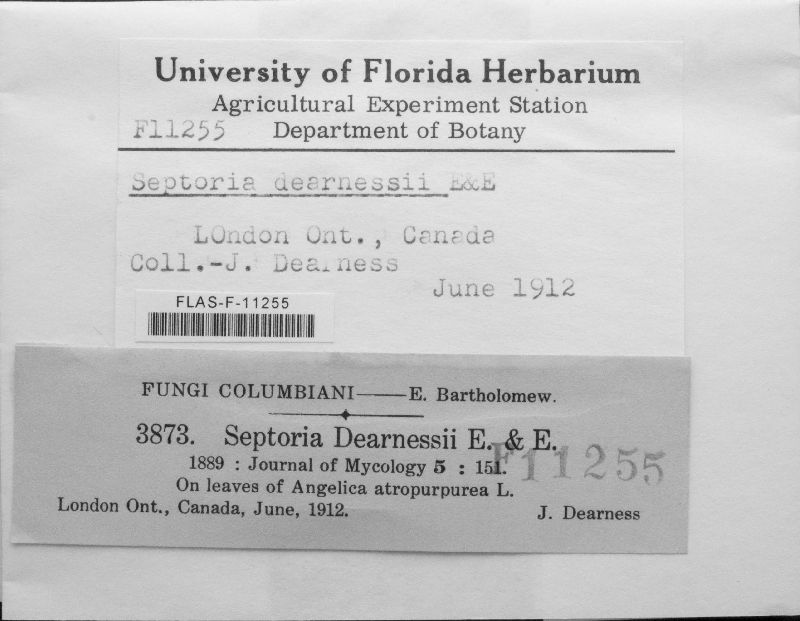 University of Florida Herbarium
Agricultural Experiment Station
F11255 Department of Botany
Septoria dearnessii E&E
LOndon Ont., Canada
Coll.-J. Dearness
June 1912
FLAS-F-11255
FUNGI COLUMBIANI—E. Bartholomew.
3873. Septoria Dearnessii E. & E.
1889 : Journal of Mycology 5 : 151.
F11255
On leaves of Angelica atropurpurea L.
London Ont., Canada, June, 1912.
J. Dearness